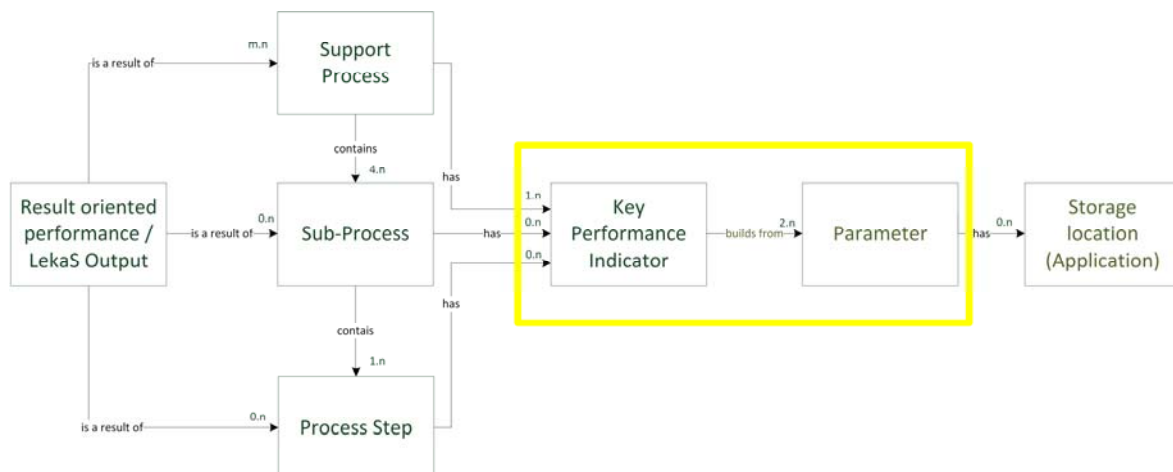 m.n
Support
Process
is a result of
contains
has
4.n
1.n
Result oriented
performance /
LekaS Output
0.n
is a result of
Sub-Process
has
0.n
0.n
Key
Performance
Indicator
builds from
2.n
Parameter
has
0.n
Storage
location
(Application)
has
contais
1.n
0.n
is a result of
Process Step